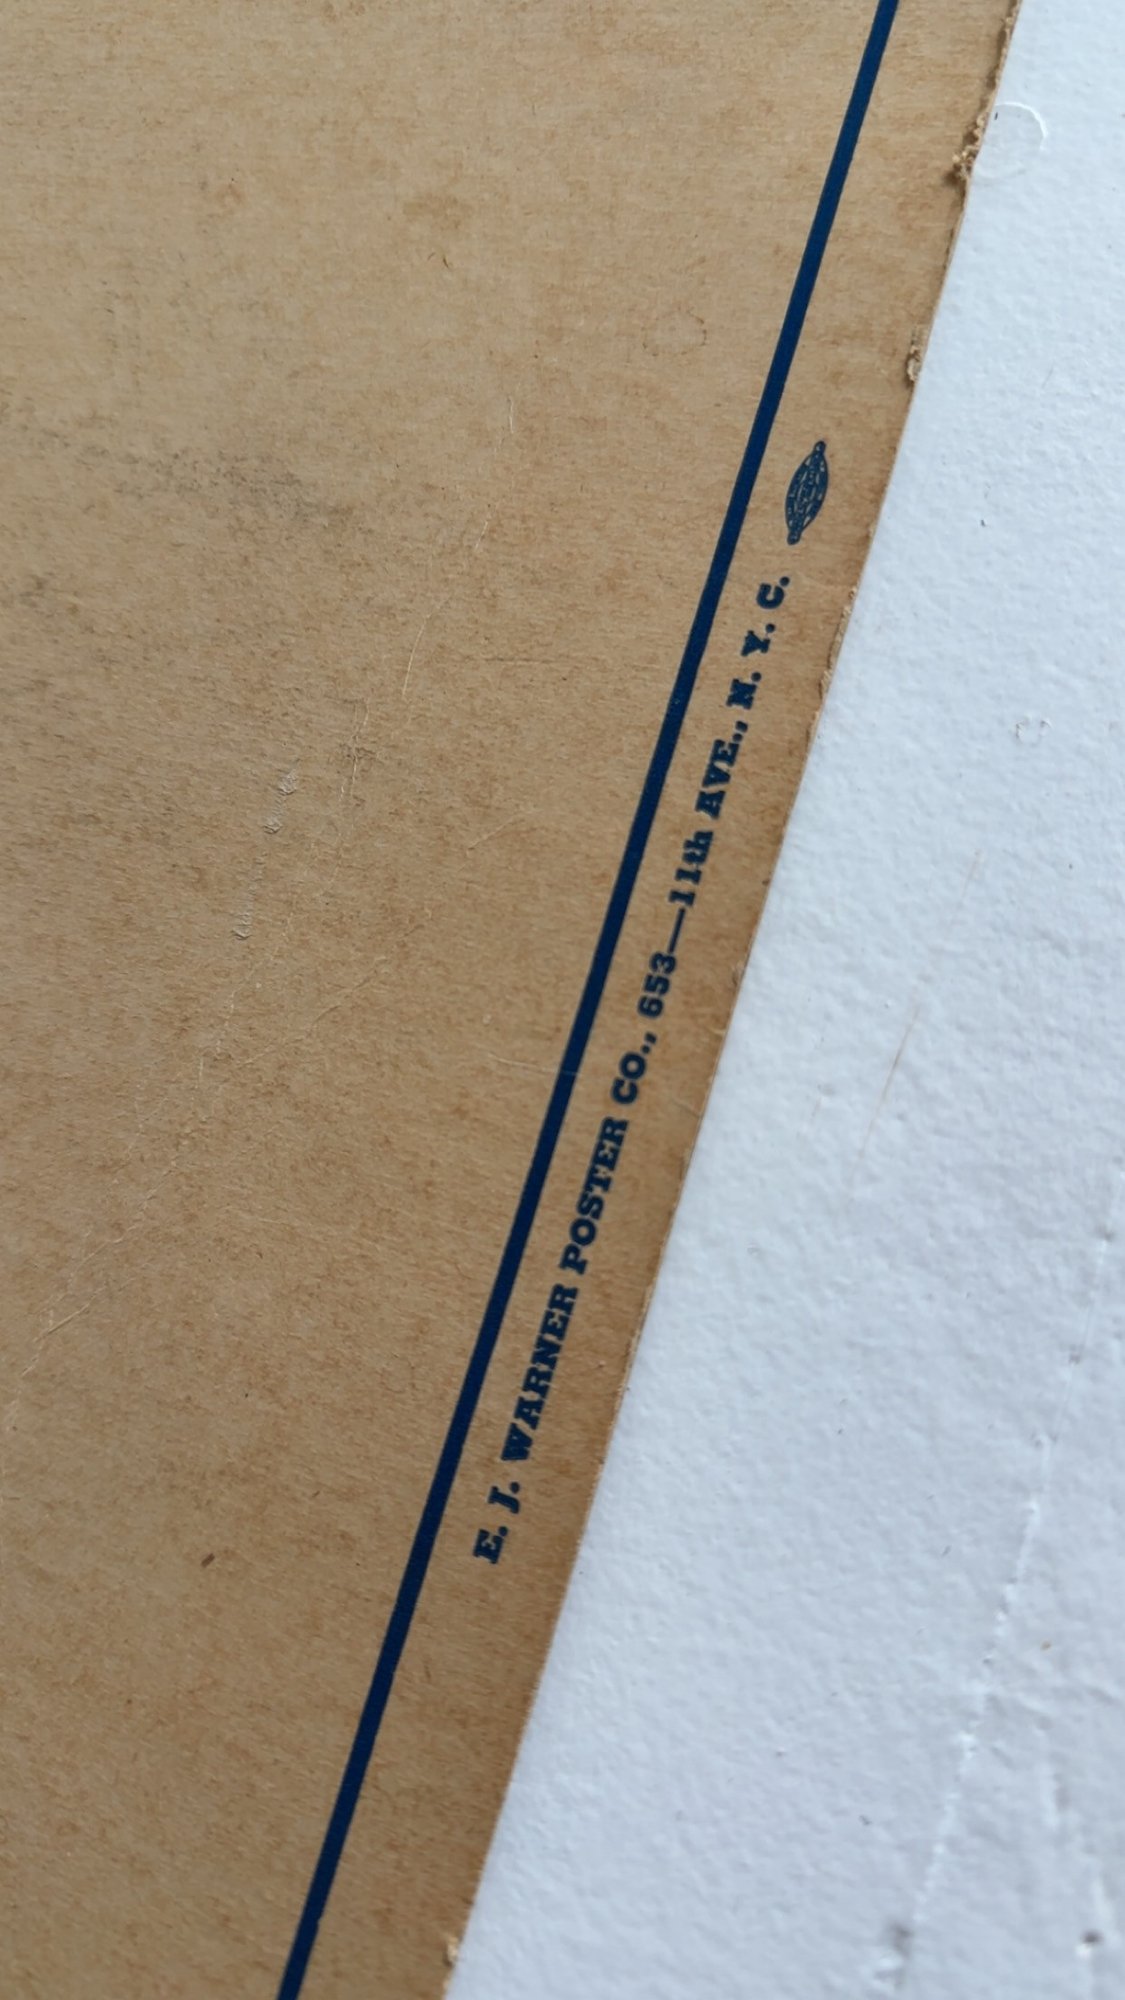 E. J. WARNER POSTER CO., 653—11th AVE., N. Y. C.